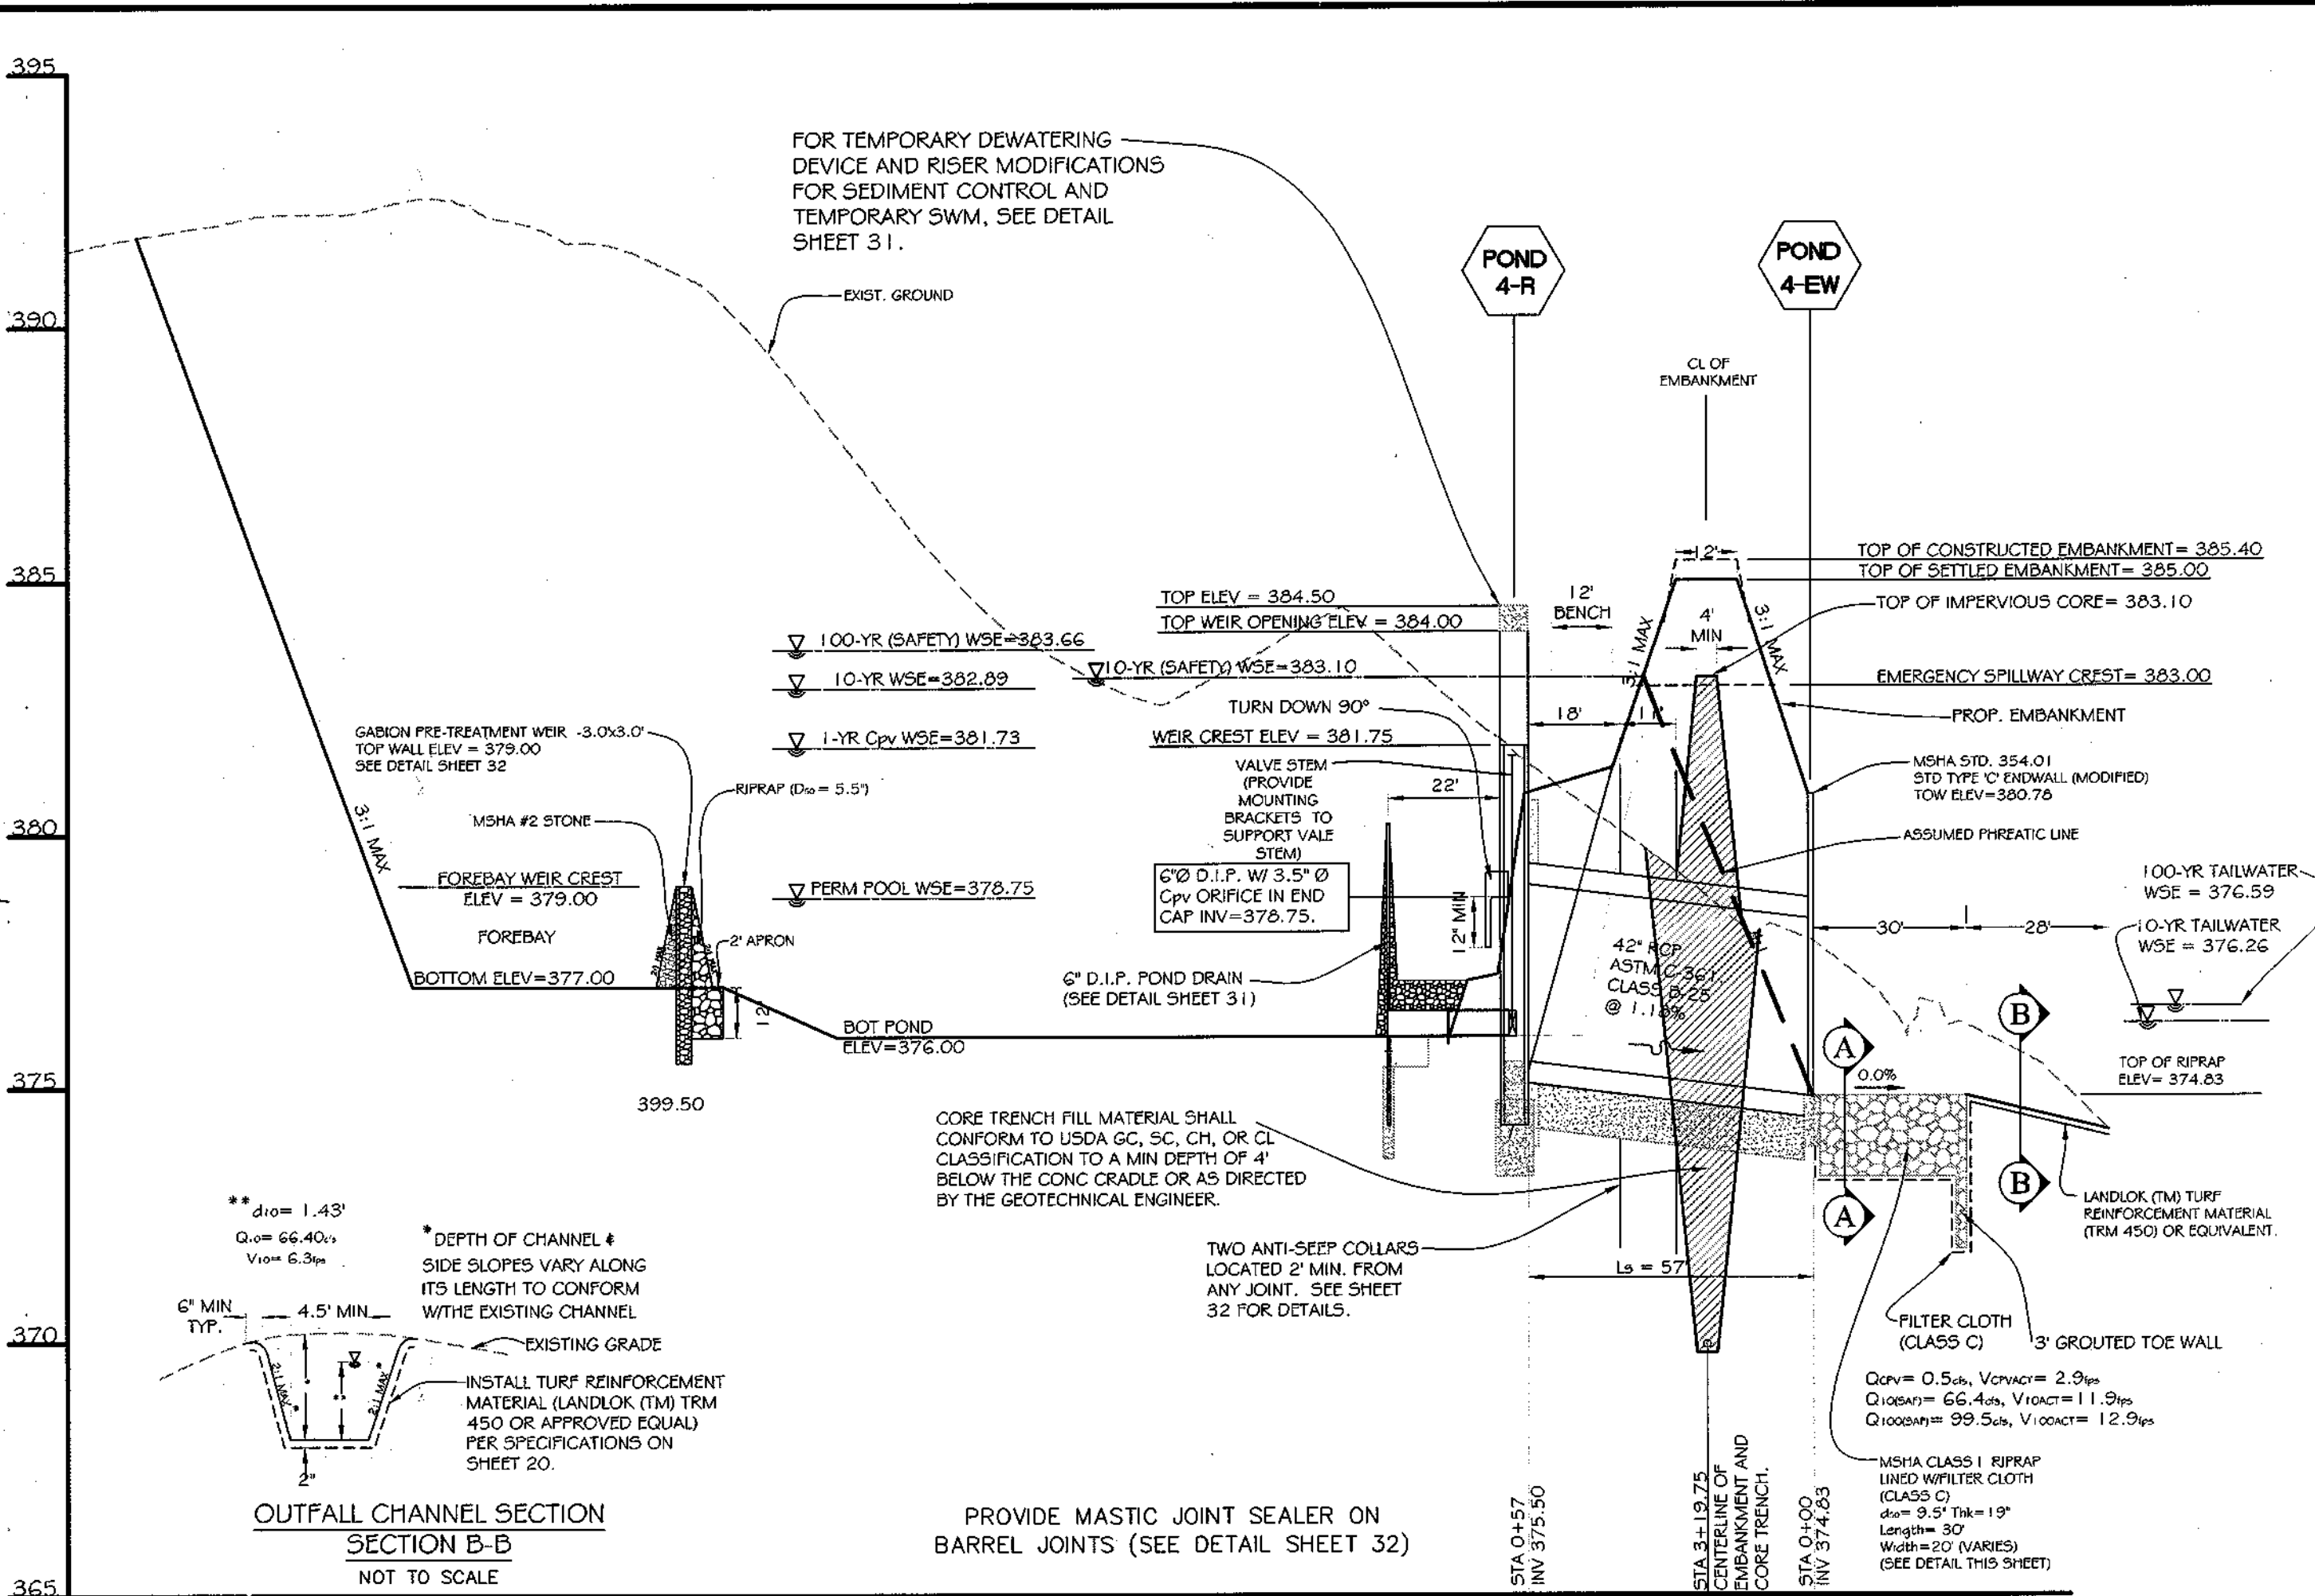 395
390
385
380
375
370
365
FOR TEMPORARY DEWATERING
DEVICE AND RISER MODIFICATIONS
FOR SEDIMENT CONTROL AND
TEMPORARY SWM, SEE DETAIL
SHEET 31.
EXIST. GROUND
POND
4-R
POND
4-EW
CL OF
EMBANKMENT
12'
TOP OF CONSTRUCTED EMBANKMENT= 385.40
TOP OF SETTLED EMBANKMENT= 385.00
TOP OF IMPERVIOUS CORE= 383.10
EMERGENCY SPILLWAY CREST= 383.00
PROP. EMBANKMENT
MSHA STD. 354.01
STD TYPE 'C' ENDWALL (MODIFIED)
TOW ELEV=380.78
ASSUMED PHREATIC LINE
100-YR TAILWATER
WSE = 376.59
10-YR TAILWATER
WSE = 376.26
TOP OF RIPRAP
ELEV= 374.83
TOP ELEV = 384.50
TOP WEIR OPENING ELEV = 384.00
12'
BENCH
3:1 MAX
4'
MIN
3:1 MAX
100-YR (SAFETY) WSE=383.66
10-YR WSE=382.89
1-YR Cpv WSE=381.73
PERM POOL WSE=378.75
10-YR (SAFETY) WSE=383.10
TURN DOWN 90°
WEIR CREST ELEV = 381.75
18'
11'
VALVE STEM
(PROVIDE
MOUNTING
BRACKETS TO
SUPPORT VALE
STEM)
22'
6"Ø D.I.P. W/ 3.5" Ø
Cpv ORIFICE IN END
CAP INV=378.75.
12" MIN
6" D.I.P. POND DRAIN
(SEE DETAIL SHEET 31)
42" RCP
ASTM C-361
CLASS B-25
@ 1.18%
30'
28'
GABION PRE-TREATMENT WEIR -3.0'x3.0'
TOP WALL ELEV = 379.00
SEE DETAIL SHEET 32
RIPRAP (D50 = 5.5")
MSHA #2 STONE
3:1 MAX
FOREBAY WEIR CREST
ELEV = 379.00
FOREBAY
2' APRON
BOTTOM ELEV=377.00
12"
BOT POND
ELEV=376.00
399.50
A
A
B
B
0.0%
CORE TRENCH FILL MATERIAL SHALL
CONFORM TO USDA GC, SC, CH, OR CL
CLASSIFICATION TO A MIN DEPTH OF 4'
BELOW THE CONC CRADLE OR AS DIRECTED
BY THE GEOTECHNICAL ENGINEER.
TWO ANTI-SEEP COLLARS
LOCATED 2' MIN. FROM
ANY JOINT. SEE SHEET
32 FOR DETAILS.
Ls = 57'
LANDLOK (TM) TURF
REINFORCEMENT MATERIAL
(TRM 450) OR EQUIVALENT.
FILTER CLOTH
(CLASS C)
3' GROUTED TOE WALL
QCPV= 0.5cfs, VCPVACT= 2.9fps
Q10(SAF)= 66.4cfs, V10ACT=11.9fps
Q100(SAF)= 99.5cfs, V100ACT= 12.9fps
MSHA CLASS I RIPRAP
LINED W/FILTER CLOTH
(CLASS C)
d50= 9.5" Thk=19"
Length= 30'
Width=20' (VARIES)
(SEE DETAIL THIS SHEET)
STA 0+57
INV 375.50
STA 3+19.75
CENTERLINE OF
EMBANKMENT AND
CORE TRENCH.
STA 0+00
INV 374.83
** d10= 1.43'
Q10= 66.40cfs
V10= 6.3fps
* DEPTH OF CHANNEL &
SIDE SLOPES VARY ALONG
ITS LENGTH TO CONFORM
W/THE EXISTING CHANNEL
6" MIN
TYP.
4.5' MIN
EXISTING GRADE
2:1 MAX *
*
**
2:1 MAX *
INSTALL TURF REINFORCEMENT
MATERIAL (LANDLOK (TM) TRM
450 OR APPROVED EQUAL)
PER SPECIFICATIONS ON
SHEET 20.
2"
OUTFALL CHANNEL SECTION
SECTION B-B
NOT TO SCALE
PROVIDE MASTIC JOINT SEALER ON
BARREL JOINTS (SEE DETAIL SHEET 32)